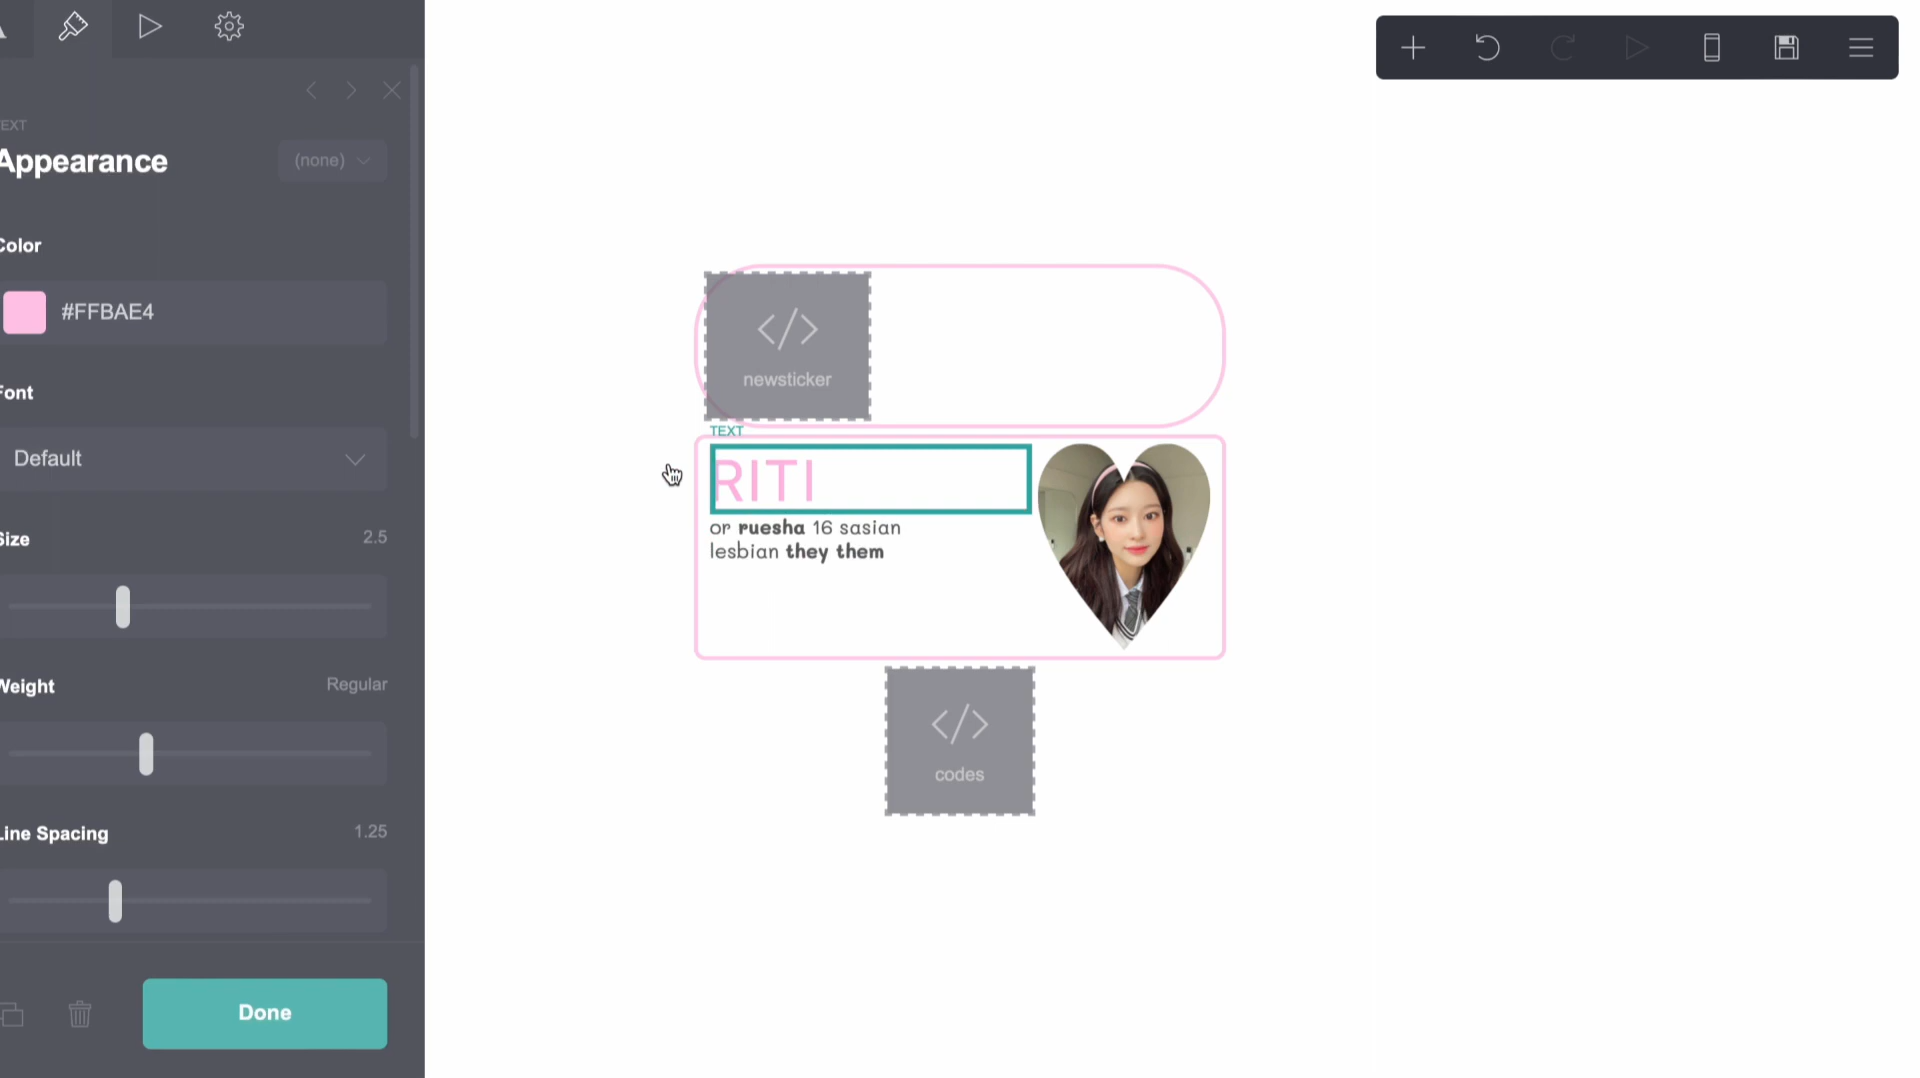 EXT
Appearance
(none)
Color
#FFBAE4
Font
Default
Size
2.5
Weight
Regular
Line Spacing
1.25
Done
newsticker
TEXT
RITI
or ruesha 16 sasian
lesbian they them
codes